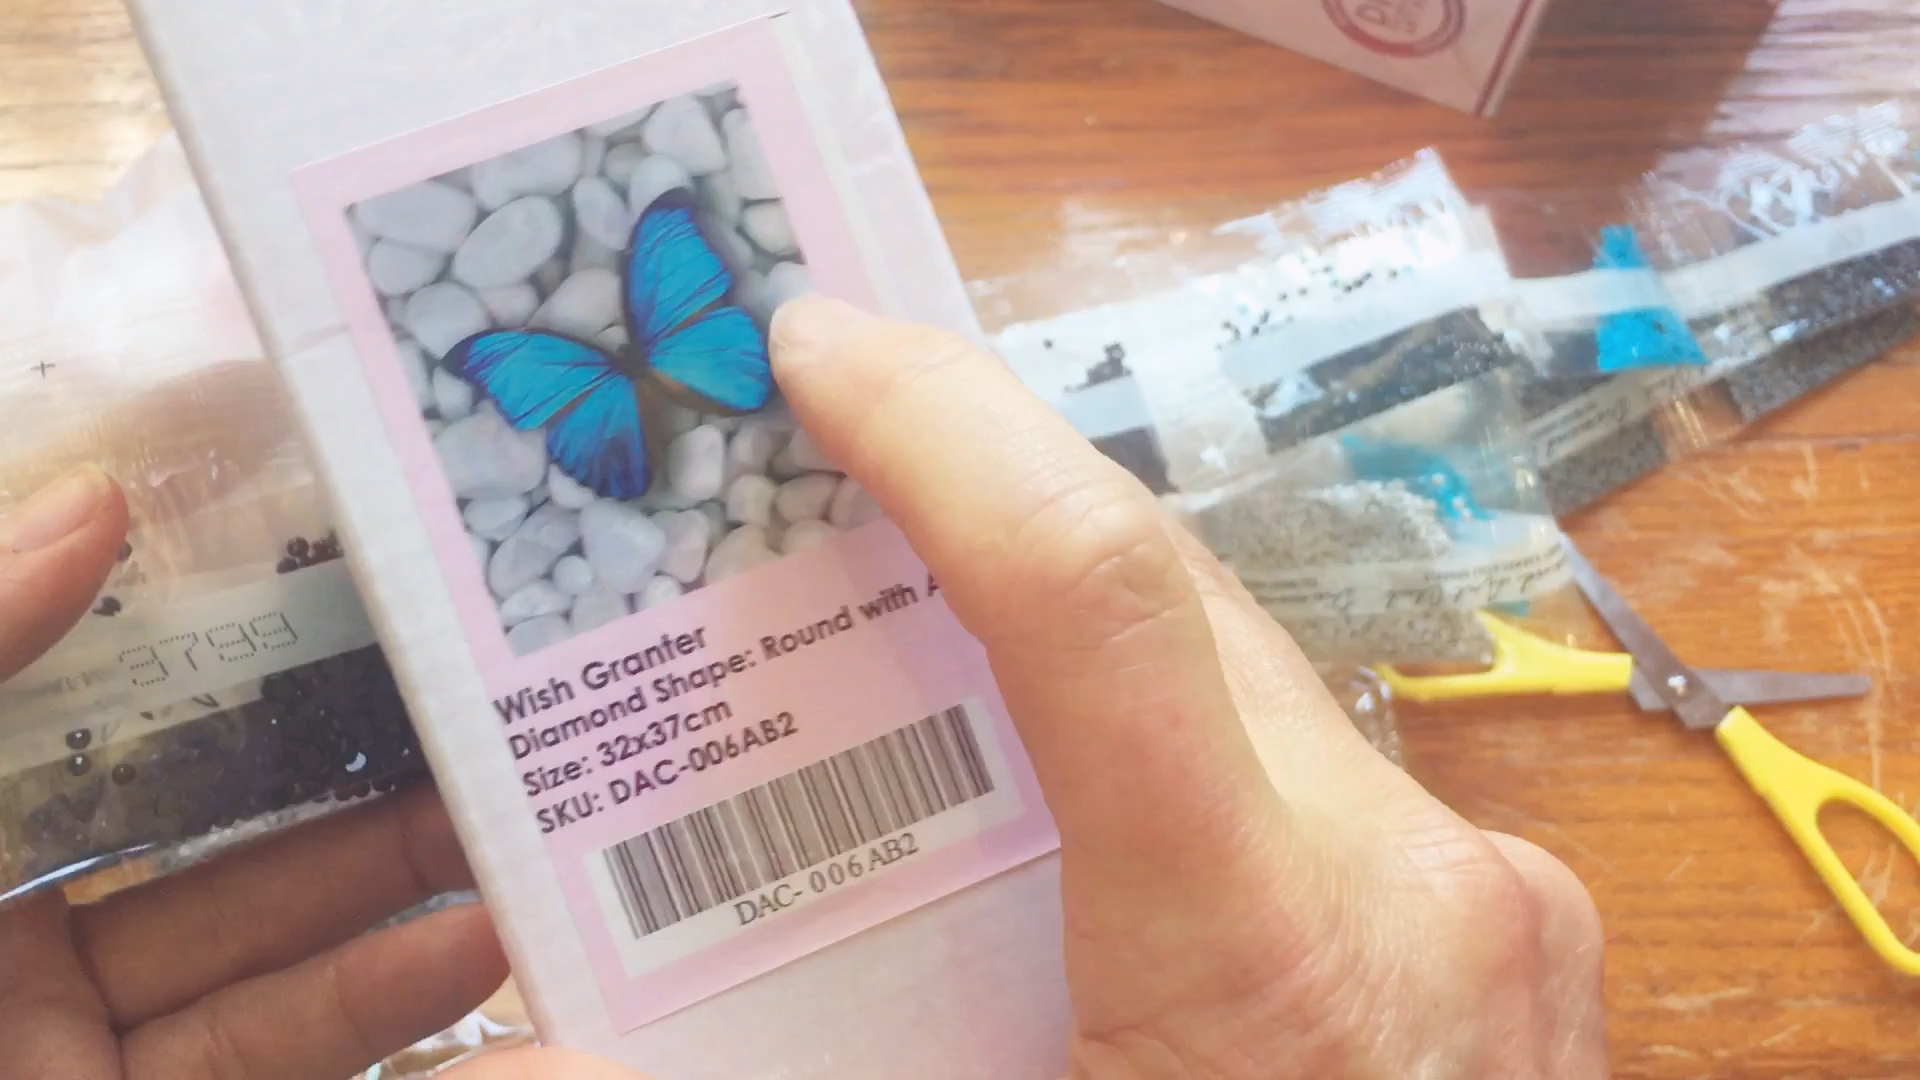 Wish Granter
Diamond Shape: Round with A
Size: 32x37cm
SKU: DAC-006AB2
DAC-006AB2
3799